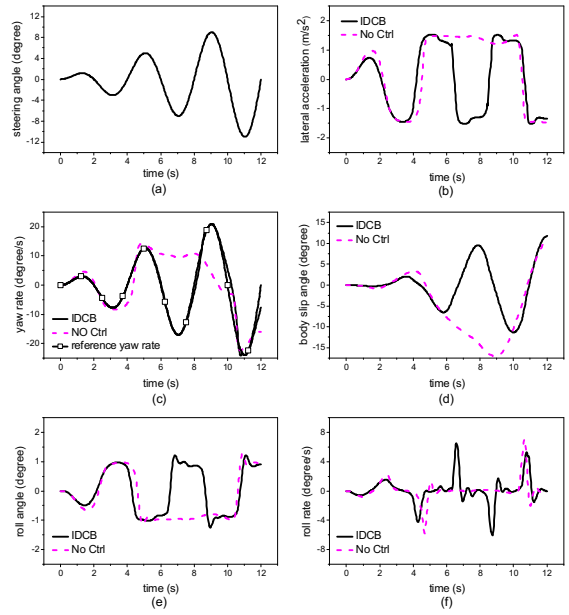 steering angle (degree)
12
8
4
0
-4
-8
-12
0 2 4 6 8 10 12
time (s)
(a)
lateral acceleration (m/s²)
2
1
0
-1
-2
IDCB
No Ctrl
0 2 4 6 8 10 12
time (s)
(b)
yaw rate (degree/s)
20
10
0
-10
-20
IDCB
NO Ctrl
reference yaw rate
0 2 4 6 8 10 12
time (s)
(c)
body slip angle (degree)
15
10
5
0
-5
-10
-15
IDCB
No Ctrl
0 2 4 6 8 10 12
time (s)
(d)
roll angle (degree)
2
1
0
-1
-2
IDCB
No Ctrl
0 2 4 6 8 10 12
time (s)
(e)
roll rate (degree/s)
8
4
0
-4
-8
IDCB
No Ctrl
0 2 4 6 8 10 12
time (s)
(f)